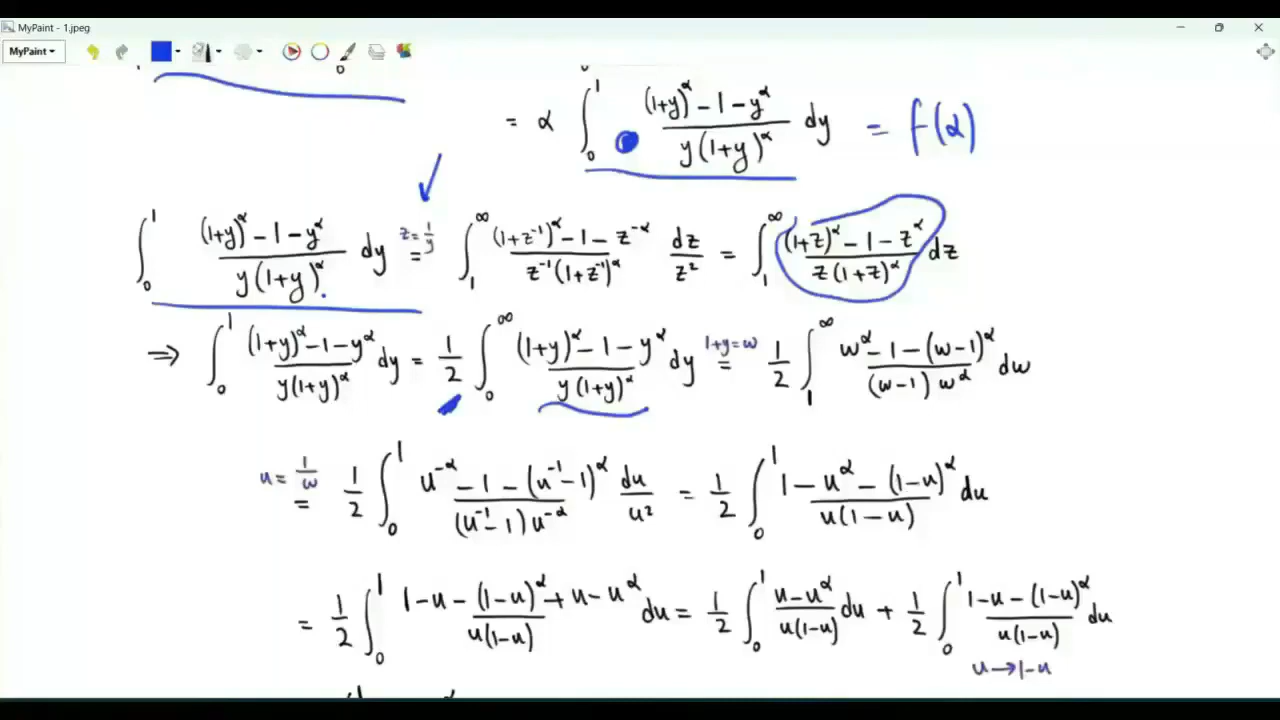 MyPaint - 1.jpeg
MyPaint
= α ∫₀¹ ((1+y)^α − 1 − y^α) / (y(1+y)^α) dy = f(α)
∫₀¹ ((1+y)^α − 1 − y^α) / (y(1+y)^α) dy =^{z = 1/y} ∫₁^∞ ((1+z⁻¹)^α − 1 − z^{−α}) / (z⁻¹(1+z⁻¹)^α) dz/z² = ∫₁^∞ ((1+z)^α − 1 − z^α) / (z(1+z)^α) dz
⇒ ∫₀¹ ((1+y)^α − 1 − y^α) / (y(1+y)^α) dy = 1/2 ∫₀^∞ ((1+y)^α − 1 − y^α) / (y(1+y)^α) dy =^{1+y=w} 1/2 ∫₁^∞ (w^α − 1 − (w−1)^α) / ((w−1) w^α) dw
=^{u = 1/w} 1/2 ∫₀¹ (u^{−α} − 1 − (u⁻¹ − 1)^α) / ((u⁻¹ − 1) u^{−α}) du/u² = 1/2 ∫₀¹ (1 − u^α − (1−u)^α) / (u(1−u)) du
= 1/2 ∫₀¹ (1−u − (1−u)^α + u − u^α) / (u(1−u)) du = 1/2 ∫₀¹ (u − u^α) / (u(1−u)) du + 1/2 ∫₀¹ (1−u − (1−u)^α) / (u(1−u)) du
u → 1−u